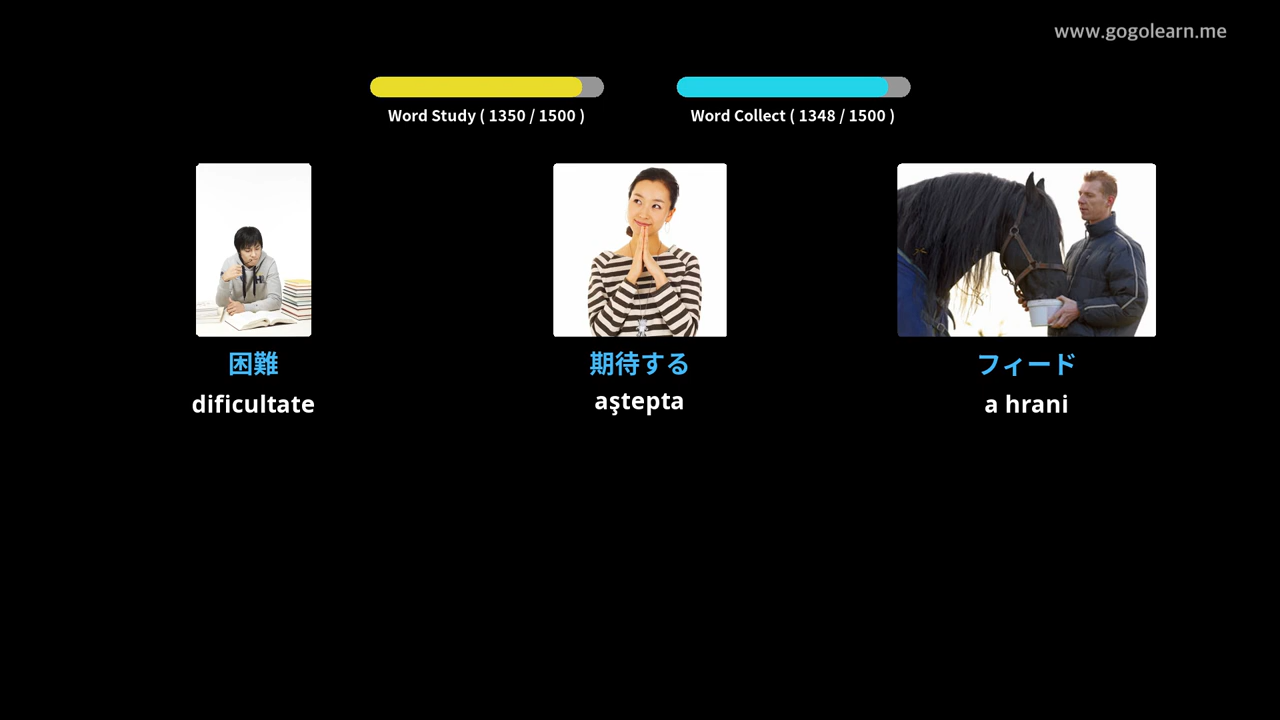 www.gogolearn.me
Word Study ( 1350 / 1500 )
Word Collect ( 1348 / 1500 )
困難
期待する
フィード
dificultate
aştepta
a hrani